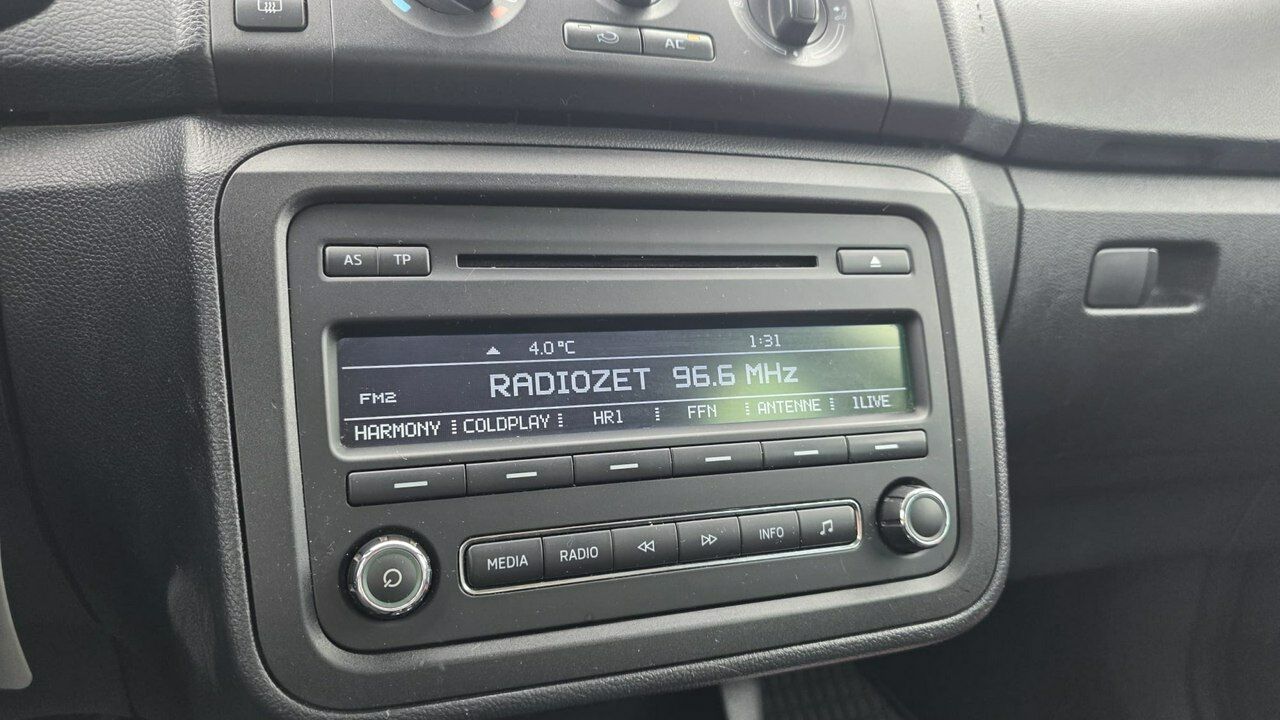 AC
AS TP
4.0°C 1:31
FM2 RADIOZET 96.6 MHz
HARMONY COLDPLAY HR1 FFN ANTENNE 1LIVE
MEDIA RADIO INFO